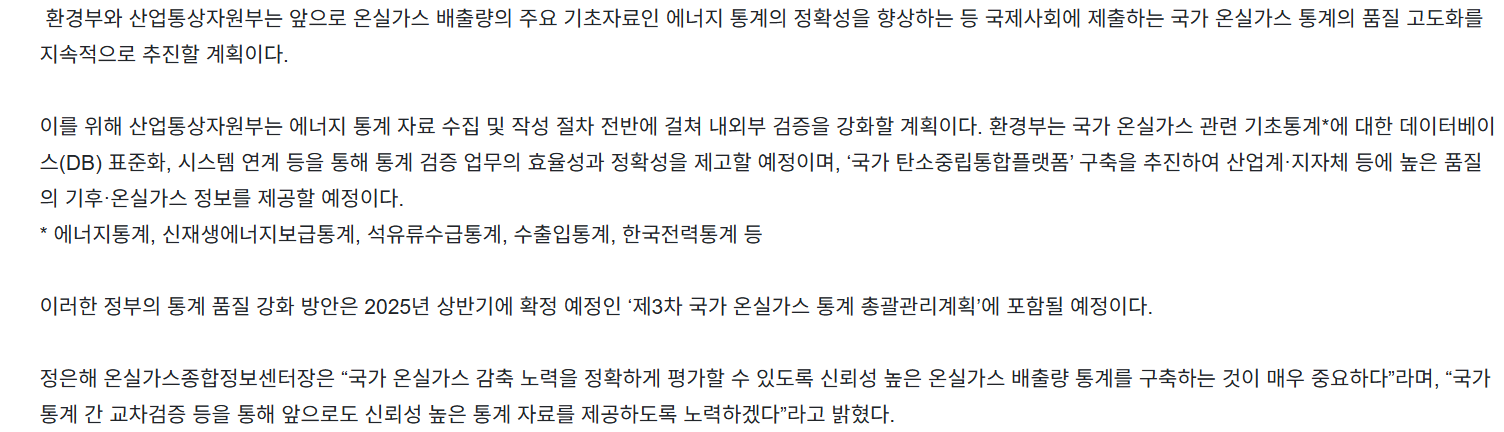 환경부와 산업통상자원부는 앞으로 온실가스 배출량의 주요 기초자료인 에너지 통계의 정확성을 향상하는 등 국제사회에 제출하는 국가 온실가스 통계의 품질 고도화를
지속적으로 추진할 계획이다.
이를 위해 산업통상자원부는 에너지 통계 자료 수집 및 작성 절차 전반에 걸쳐 내외부 검증을 강화할 계획이다. 환경부는 국가 온실가스 관련 기초통계*에 대한 데이터베이
스(DB) 표준화, 시스템 연계 등을 통해 통계 검증 업무의 효율성과 정확성을 제고할 예정이며, ‘국가 탄소중립통합플랫폼’ 구축을 추진하여 산업계·지자체 등에 높은 품질
의 기후·온실가스 정보를 제공할 예정이다.
* 에너지통계, 신재생에너지보급통계, 석유류수급통계, 수출입통계, 한국전력통계 등
이러한 정부의 통계 품질 강화 방안은 2025년 상반기에 확정 예정인 ‘제3차 국가 온실가스 통계 총괄관리계획’에 포함될 예정이다.
정은해 온실가스종합정보센터장은 “국가 온실가스 감축 노력을 정확하게 평가할 수 있도록 신뢰성 높은 온실가스 배출량 통계를 구축하는 것이 매우 중요하다”라며, “국가
통계 간 교차검증 등을 통해 앞으로도 신뢰성 높은 통계 자료를 제공하도록 노력하겠다”라고 밝혔다.